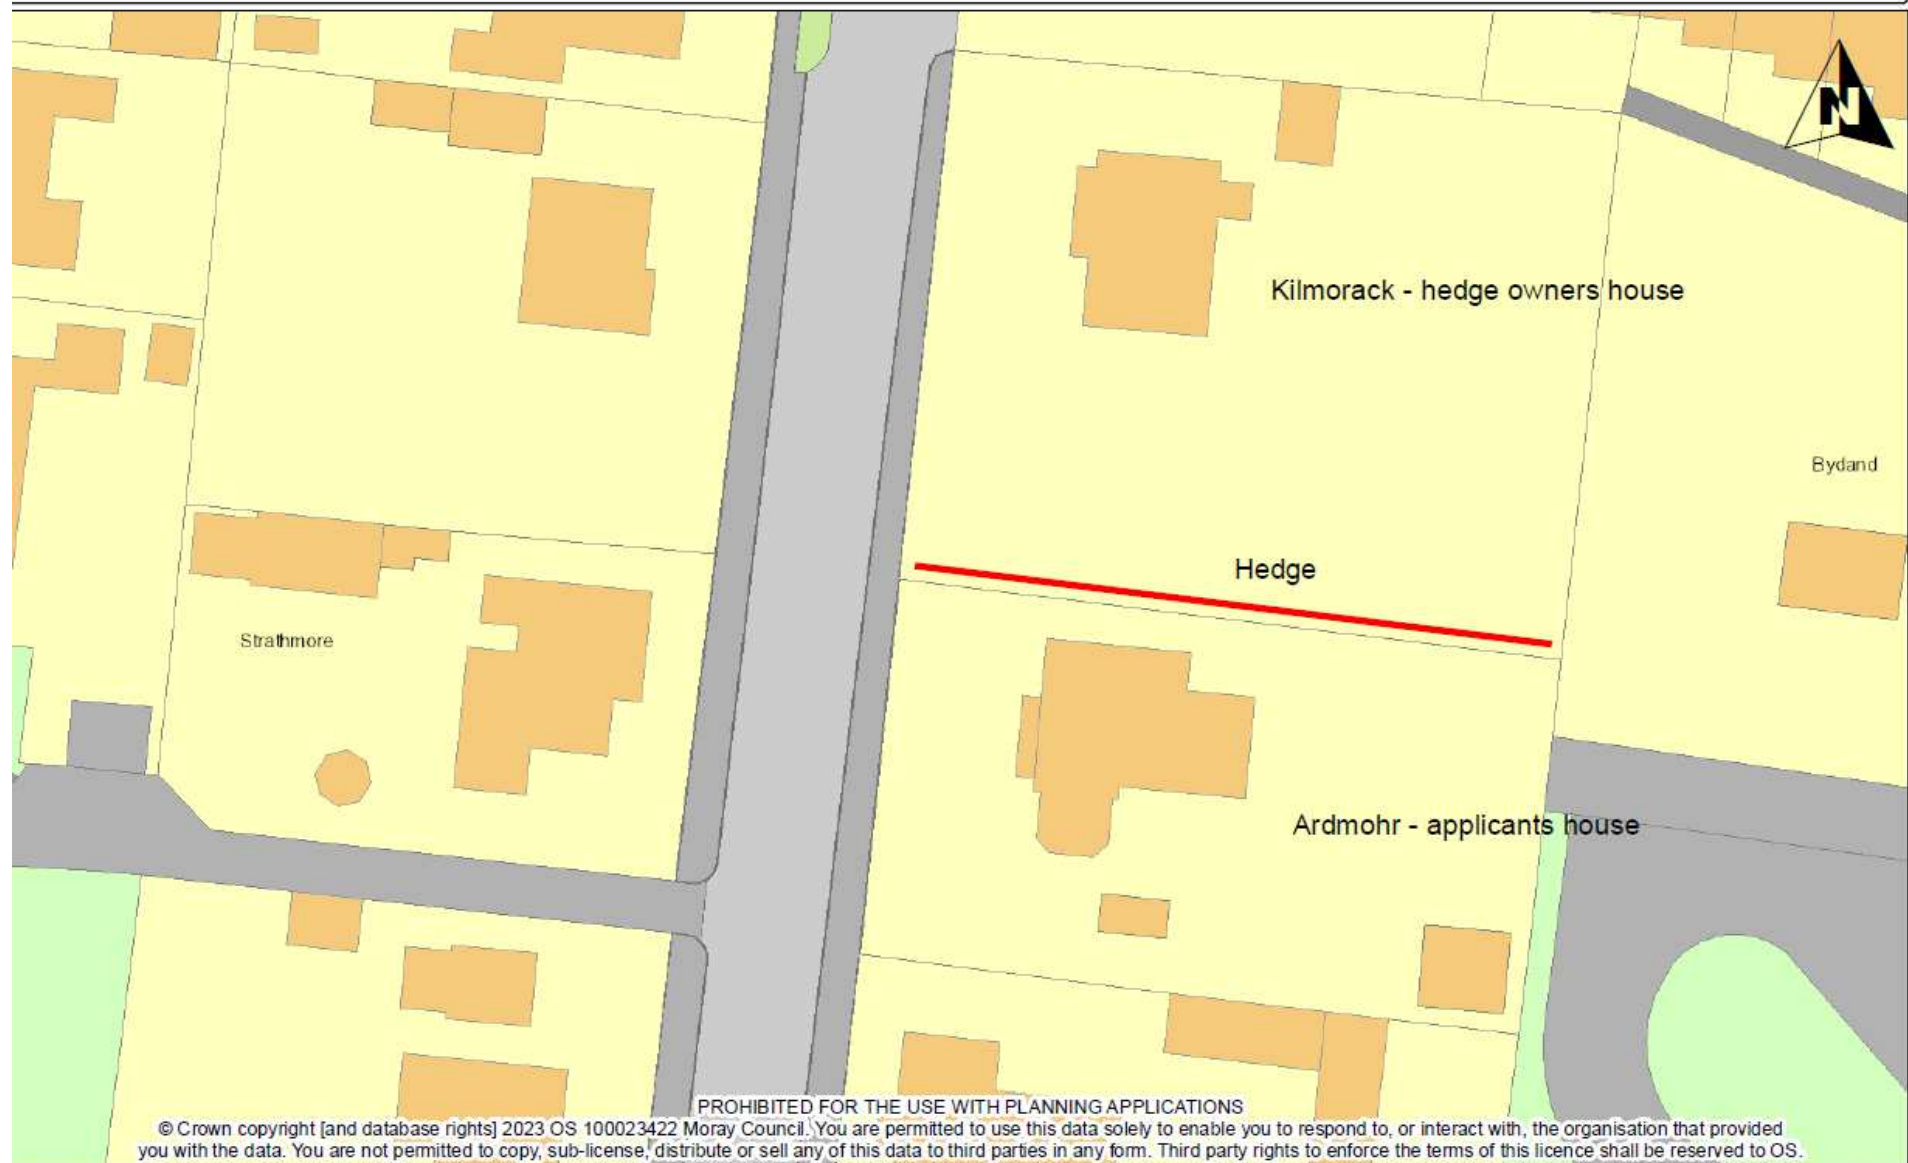 N
Kilmorack - hedge owners house
Bydand
Hedge
Strathmore
Ardmohr - applicants house
PROHIBITED FOR THE USE WITH PLANNING APPLICATIONS
© Crown copyright [and database rights] 2023 OS 100023422 Moray Council. You are permitted to use this data solely to enable you to respond to, or interact with, the organisation that provided
you with the data. You are not permitted to copy, sub-license, distribute or sell any of this data to third parties in any form. Third party rights to enforce the terms of this licence shall be reserved to OS.